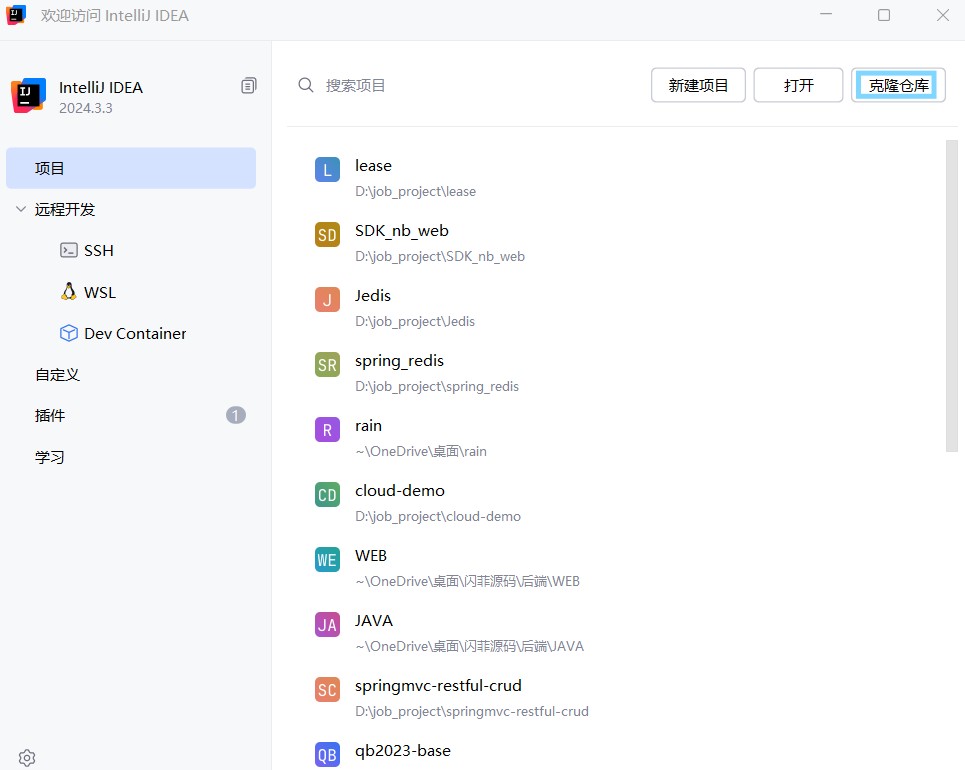 欢迎访问 IntelliJ IDEA
IntelliJ IDEA
2024.3.3
项目
远程开发
SSH
WSL
Dev Container
自定义
插件 1
学习
搜索项目 新建项目 打开 克隆仓库
L lease
D:\job_project\lease
SD SDK_nb_web
D:\job_project\SDK_nb_web
J Jedis
D:\job_project\Jedis
SR spring_redis
D:\job_project\spring_redis
R rain
~\OneDrive\桌面\rain
CD cloud-demo
D:\job_project\cloud-demo
WE WEB
~\OneDrive\桌面\闪菲源码\后端\WEB
JA JAVA
~\OneDrive\桌面\闪菲源码\后端\JAVA
SC springmvc-restful-crud
D:\job_project\springmvc-restful-crud
QB qb2023-base